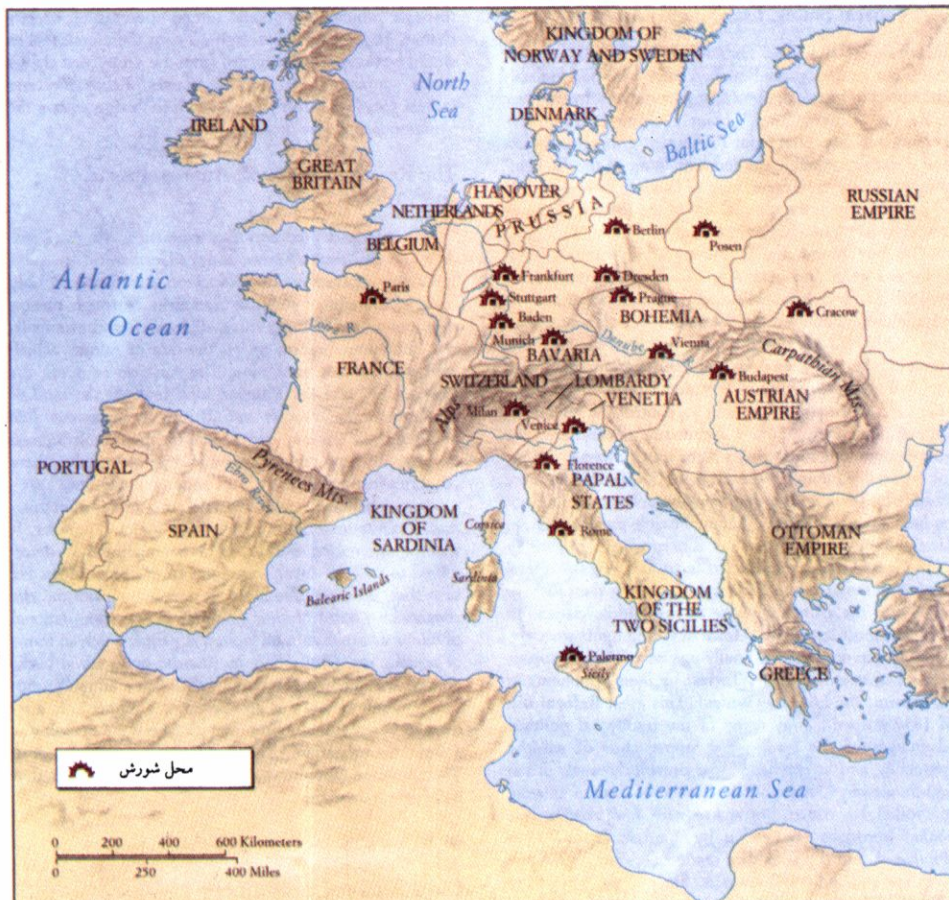 KINGDOM OF
NORWAY AND SWEDEN
North
Sea
DENMARK
Baltic Sea
IRELAND
GREAT
BRITAIN
HANOVER
NETHERLANDS
PRUSSIA
RUSSIAN
EMPIRE
Berlin
Posen
BELGIUM
Atlantic
Ocean
Paris
Frankfurt
Dresden
Stuttgart
Prague
Baden
BOHEMIA
Cracow
Loire R.
Munich
BAVARIA
Danube R.
Vienna
Carpathian Mts.
FRANCE
SWITZERLAND
LOMBARDY
VENETIA
Budapest
AUSTRIAN
EMPIRE
Alps
Milan
Venice
PORTUGAL
Pyrenees Mts.
Ebro River
Florence
PAPAL
STATES
SPAIN
KINGDOM
OF
SARDINIA
Corsica
Rome
OTTOMAN
EMPIRE
Balearic Islands
Sardinia
KINGDOM
OF THE
TWO SICILIES
Palermo
Sicily
GREECE
محل شورش
Mediterranean Sea
0 200 400 600 Kilometers
0 250 400 Miles